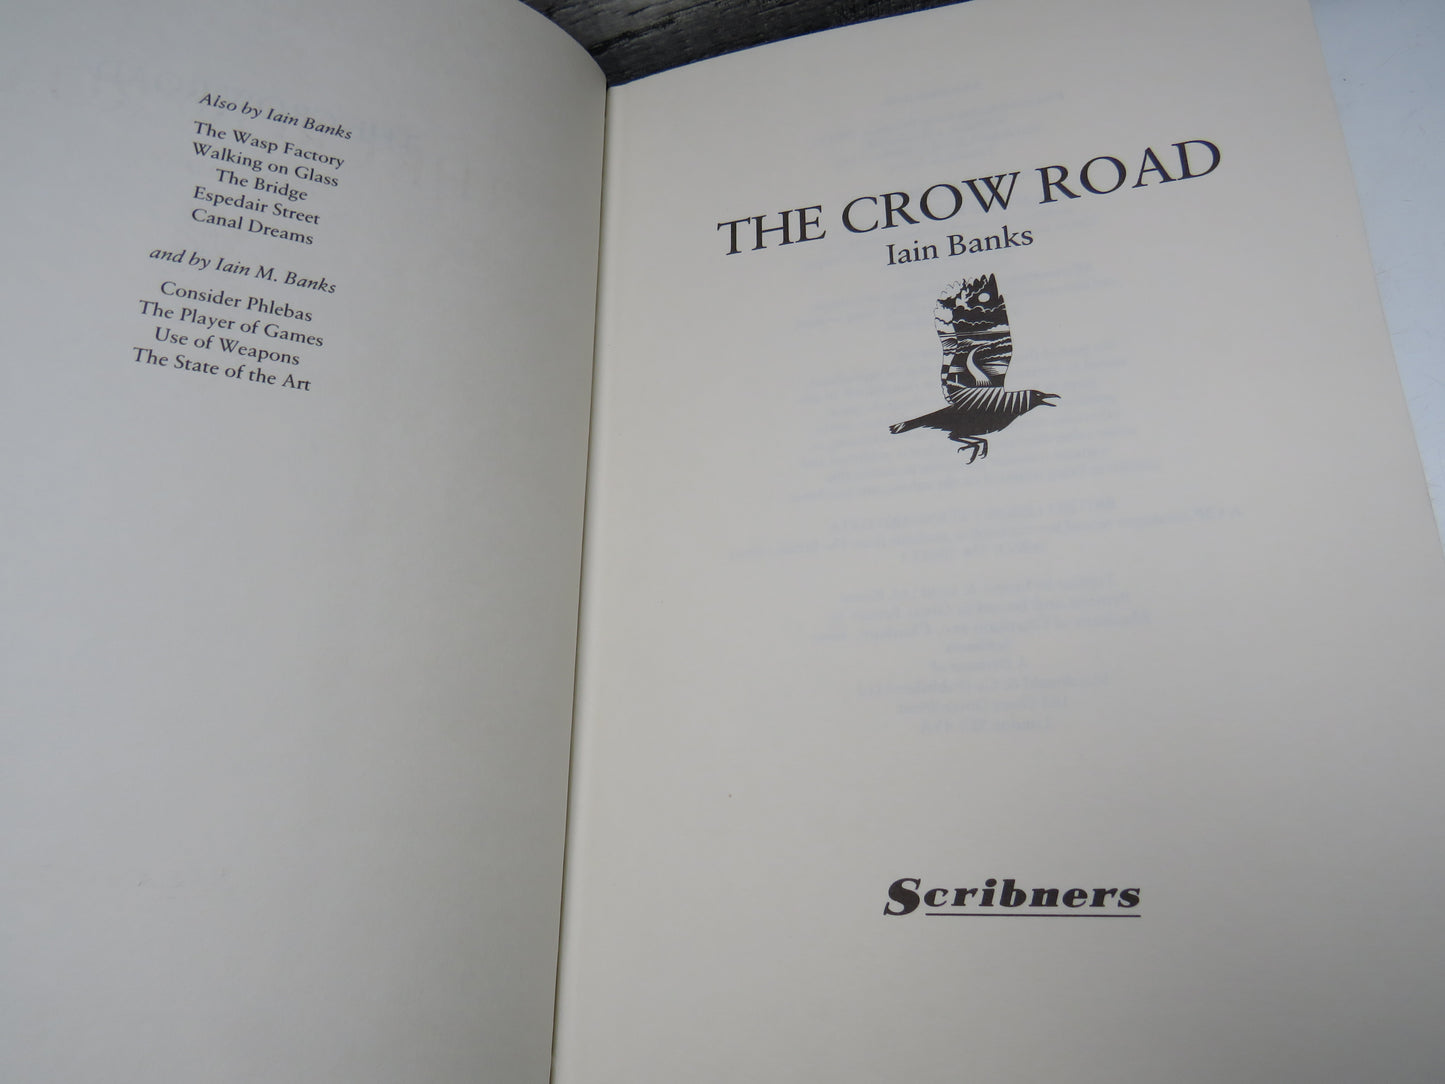 Also by Iain Banks
The Wasp Factory
Walking on Glass
The Bridge
Espedair Street
Canal Dreams
and by Iain M. Banks
Consider Phlebas
The Player of Games
Use of Weapons
The State of the Art
THE CROW ROAD
Iain Banks
Scribners